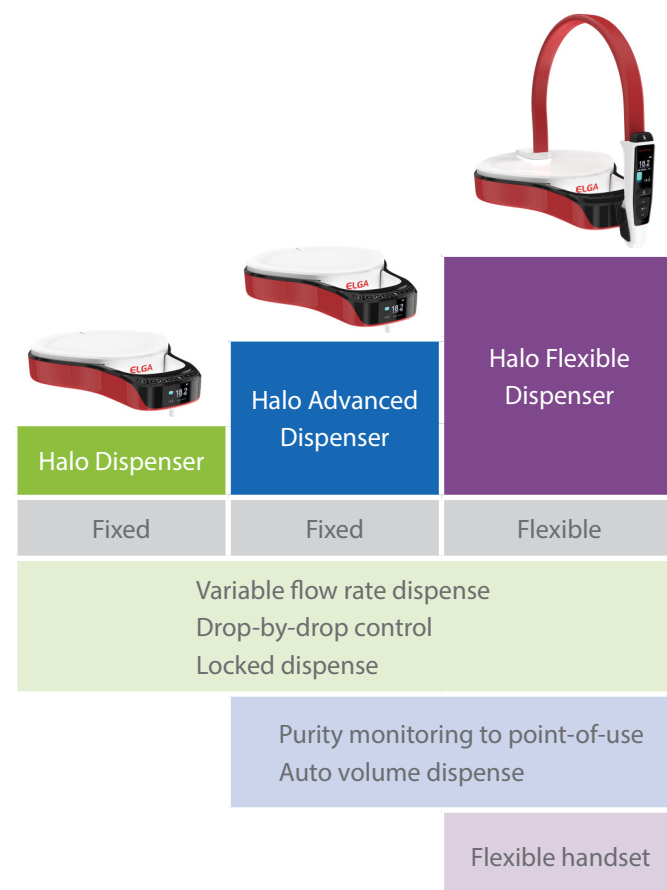 ELGA
18.2
ELGA
18.2
ELGA
18.2
Halo Dispenser
Halo Advanced
Dispenser
Halo Flexible
Dispenser
Fixed
Fixed
Flexible
Variable flow rate dispense
Drop-by-drop control
Locked dispense
Purity monitoring to point-of-use
Auto volume dispense
Flexible handset